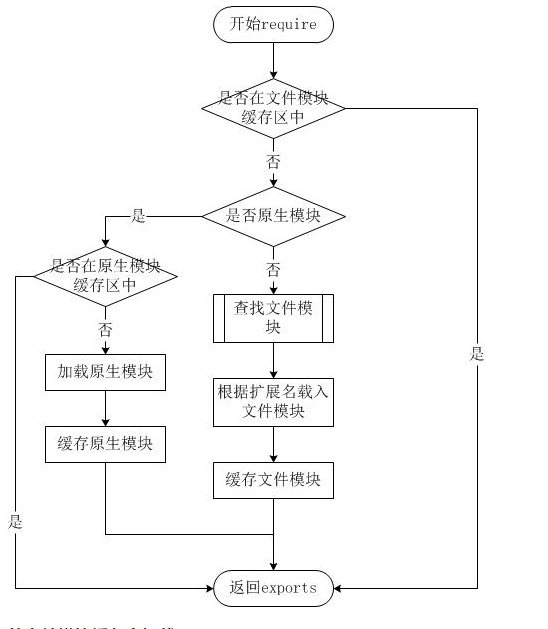 开始require
是否在文件模块
缓存区中
否
是
是否原生模块
是否在原生模块
缓存区中
否
查找文件模
块
否
是
加载原生模块
根据扩展名载入
文件模块
缓存原生模块
缓存文件模块
是
返回exports